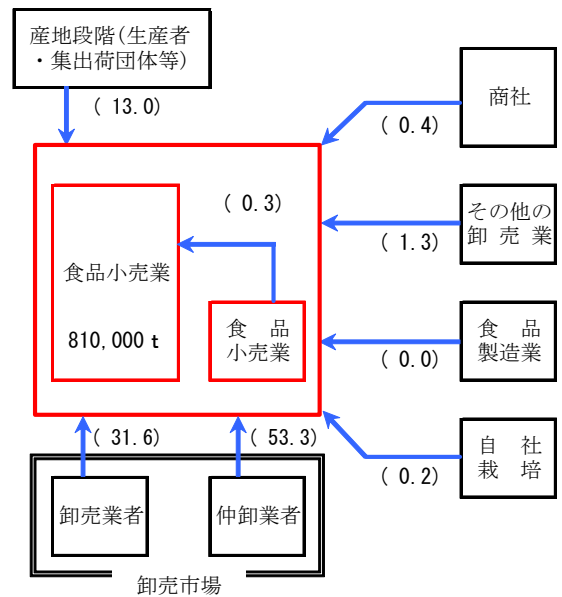 産地段階(生産者
・集出荷団体等)
( 13.0)
商社
( 0.4)
( 0.3)
その他の
卸 売 業
( 1.3)
食品小売業
810,000 t
食　品
小売業
食　品
製造業
( 0.0)
( 31.6)
( 53.3)
自　社
栽　培
( 0.2)
卸売業者
仲卸業者
卸売市場